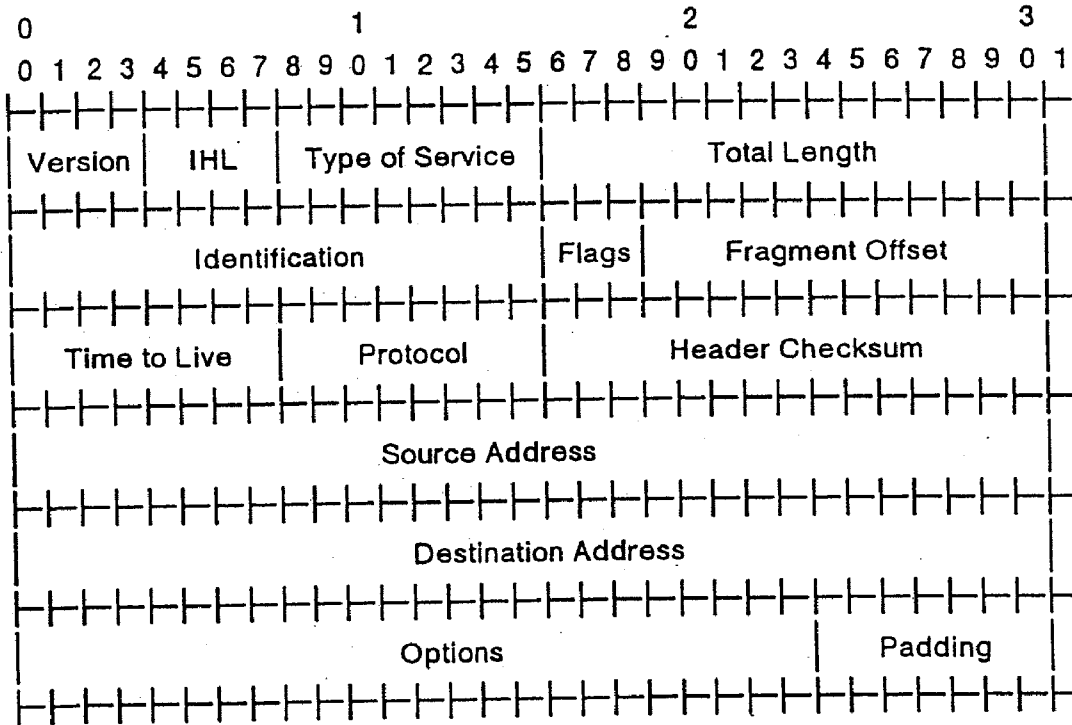 0 1 2 3
0 1 2 3 4 5 6 7 8 9 0 1 2 3 4 5 6 7 8 9 0 1 2 3 4 5 6 7 8 9 0 1
Version IHL Type of Service Total Length
Identification Flags Fragment Offset
Time to Live Protocol Header Checksum
Source Address
Destination Address
Options Padding